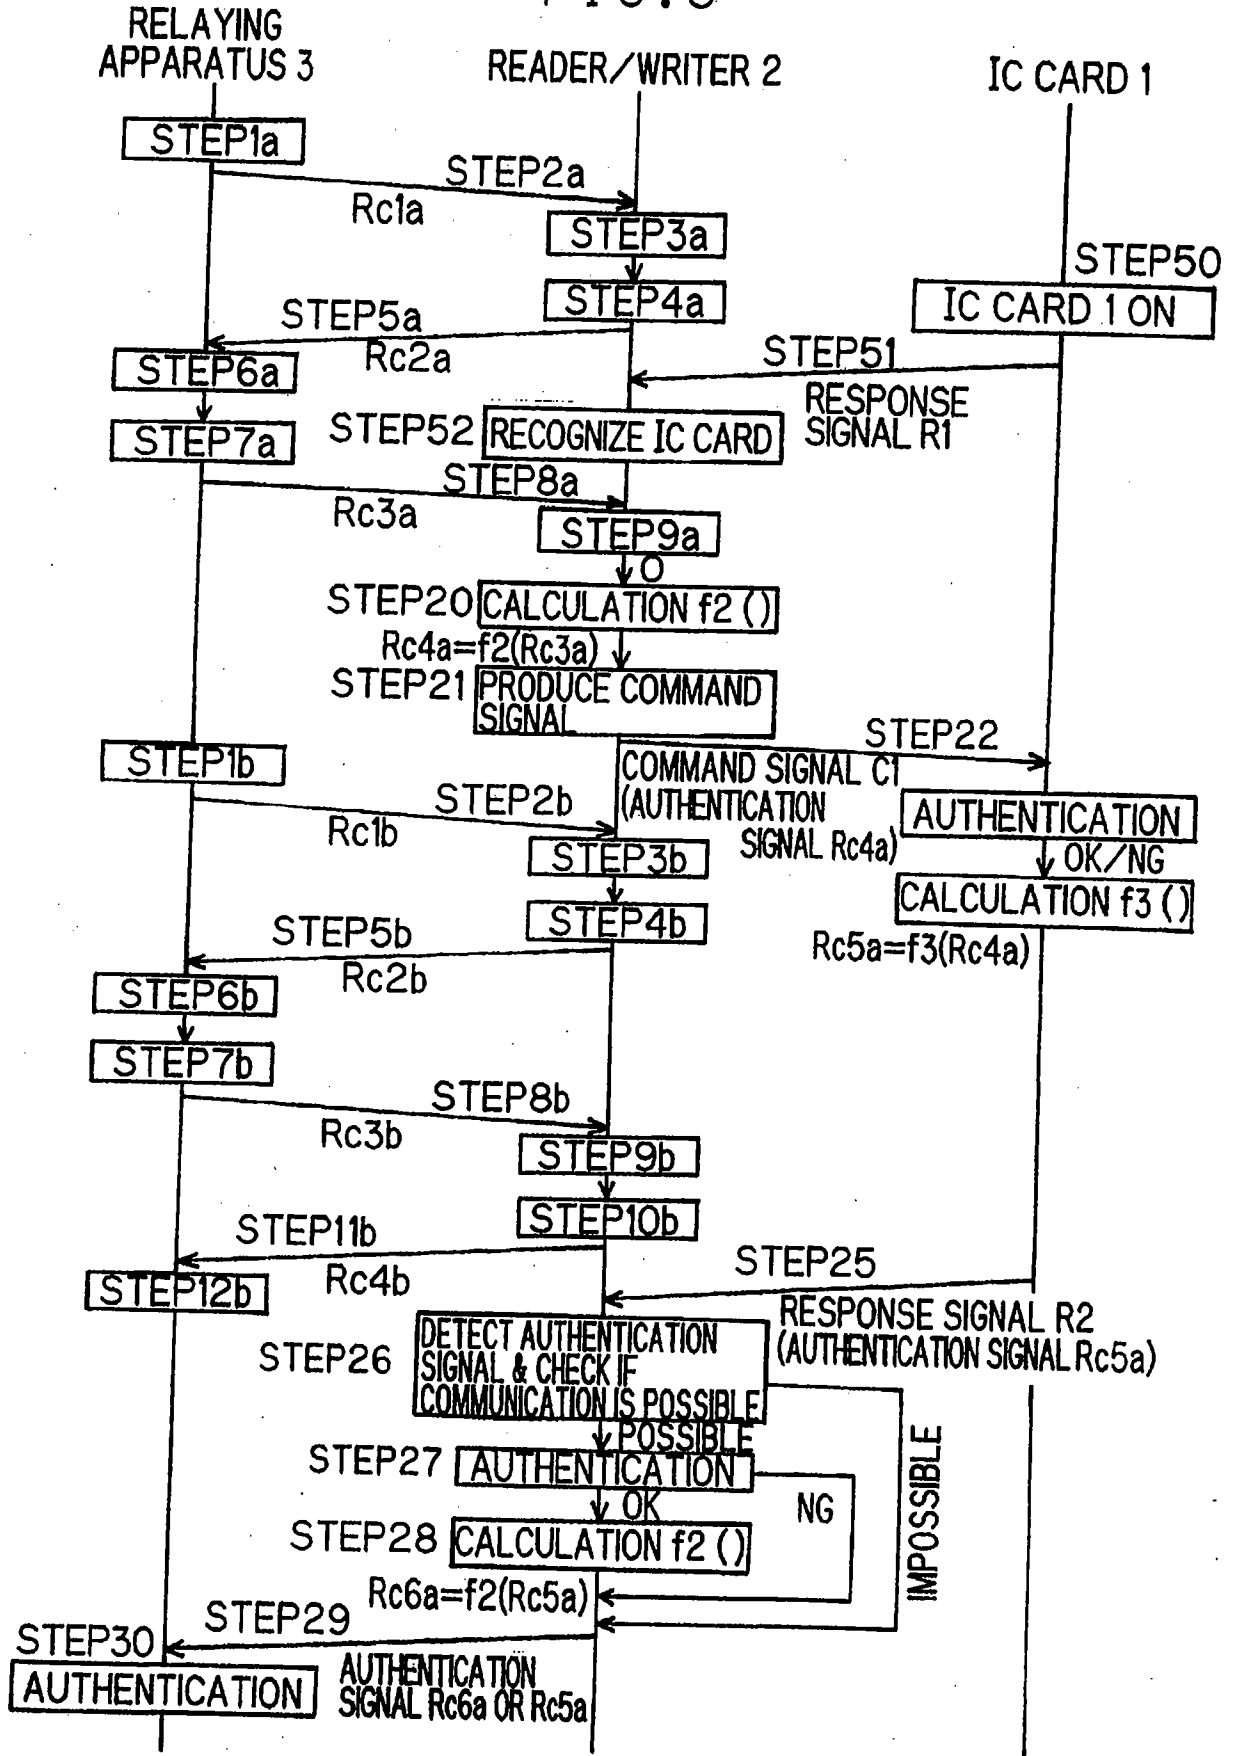 RELAYING
APPARATUS 3
READER/WRITER 2
IC CARD 1
STEP1a
STEP2a
Rc1a
STEP3a
STEP50
STEP4a
IC CARD 1 ON
STEP5a
Rc2a
STEP51
STEP6a
RESPONSE
SIGNAL R1
STEP52
RECOGNIZE IC CARD
STEP7a
STEP8a
Rc3a
STEP9a
O
STEP20
CALCULATION f2 ()
Rc4a=f2(Rc3a)
STEP21
PRODUCE COMMAND
SIGNAL
STEP22
STEP1b
COMMAND SIGNAL C1
(AUTHENTICATION
SIGNAL Rc4a)
STEP2b
Rc1b
AUTHENTICATION
OK/NG
STEP3b
CALCULATION f3 ()
STEP4b
Rc5a=f3(Rc4a)
STEP5b
Rc2b
STEP6b
STEP7b
STEP8b
Rc3b
STEP9b
STEP10b
STEP11b
Rc4b
STEP25
STEP12b
RESPONSE SIGNAL R2
(AUTHENTICATION SIGNAL Rc5a)
STEP26
DETECT AUTHENTICATION
SIGNAL & CHECK IF
COMMUNICATION IS POSSIBLE
POSSIBLE
IMPOSSIBLE
STEP27
AUTHENTICATION
OK
NG
STEP28
CALCULATION f2 ()
Rc6a=f2(Rc5a)
STEP29
STEP30
AUTHENTICATION
AUTHENTICATION
SIGNAL Rc6a OR Rc5a